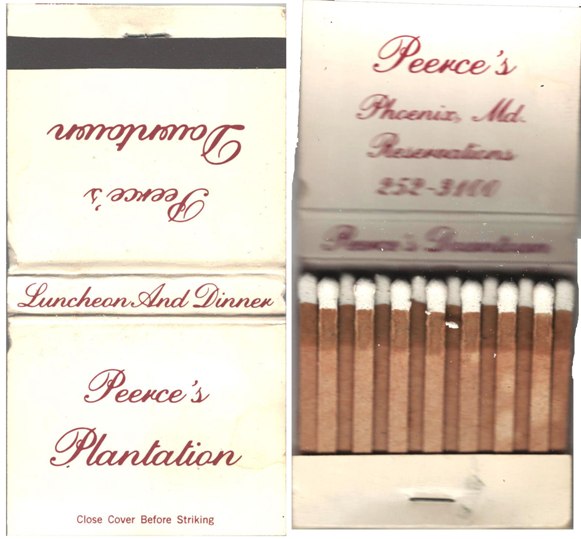 Peerce's
Downtown
Luncheon And Dinner
Peerce's
Plantation
Close Cover Before Striking
Peerce's
Phoenix, Md.
Reservations
252-3100
Peerce's Downtown